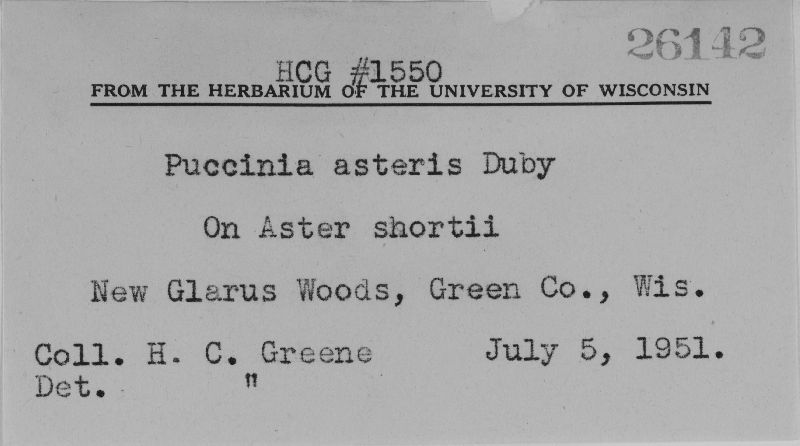 26142
HCG #1550
FROM THE HERBARIUM OF THE UNIVERSITY OF WISCONSIN
Puccinia asteris Duby
On Aster shortii
New Glarus Woods, Green Co., Wis.
Coll. H. C. Greene July 5, 1951.
Det. "